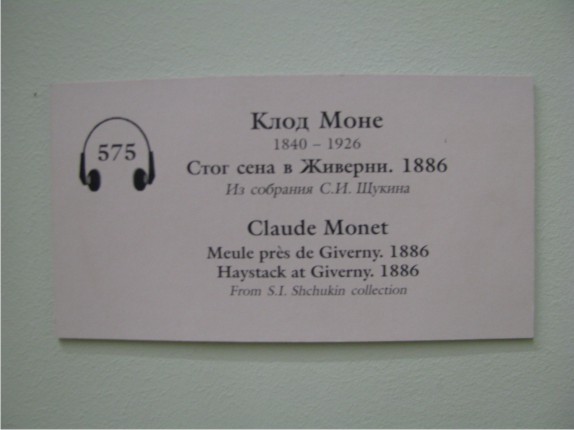 575
Клод Моне
1840 – 1926
Стог сена в Живерни. 1886
Из собрания С.И. Щукина
Claude Monet
Meule près de Giverny. 1886
Haystack at Giverny. 1886
From S.I. Shchukin collection